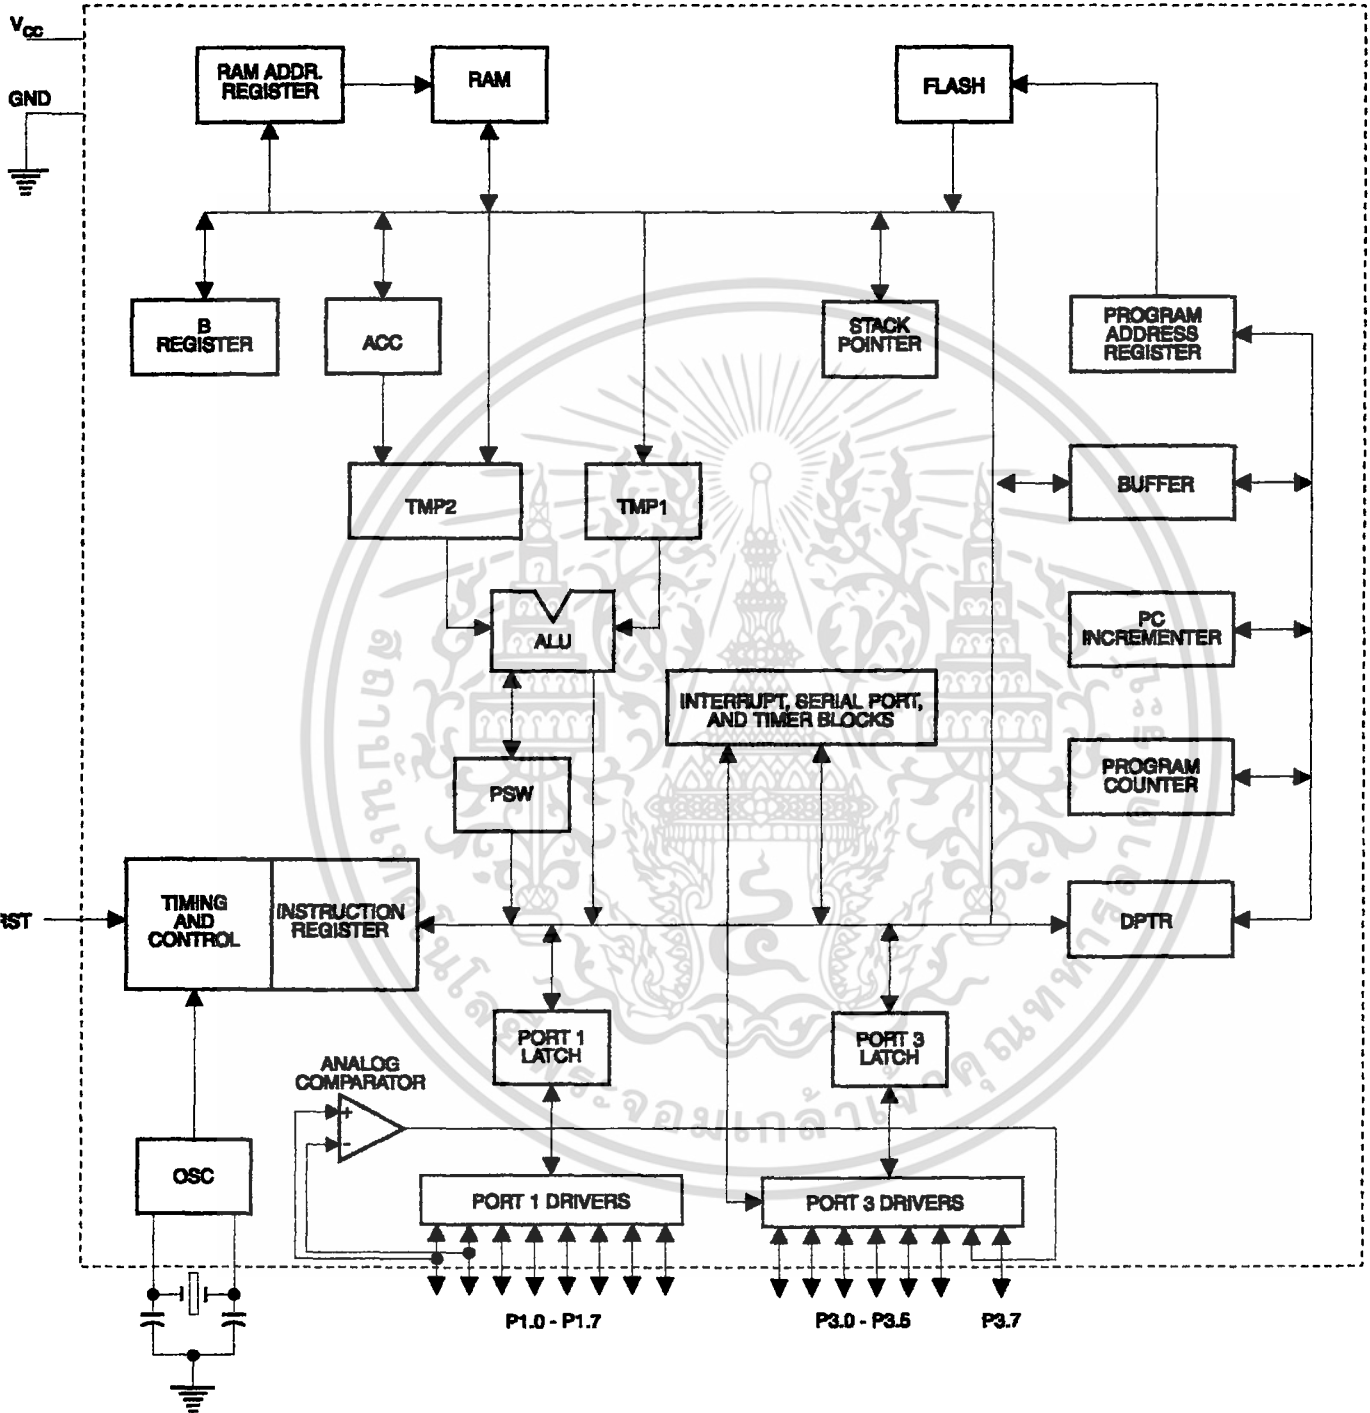 VCC
GND
RAM ADDR.
REGISTER
RAM
FLASH
B
REGISTER
ACC
STACK
POINTER
PROGRAM
ADDRESS
REGISTER
TMP2
TMP1
BUFFER
ALU
PC
INCREMENTER
INTERRUPT, SERIAL PORT,
AND TIMER BLOCKS
PSW
PROGRAM
COUNTER
RST
TIMING
AND
CONTROL
INSTRUCTION
REGISTER
DPTR
PORT 1
LATCH
PORT 3
LATCH
ANALOG
COMPARATOR
+
-
OSC
PORT 1 DRIVERS
PORT 3 DRIVERS
P1.0 - P1.7
P3.0 - P3.5
P3.7